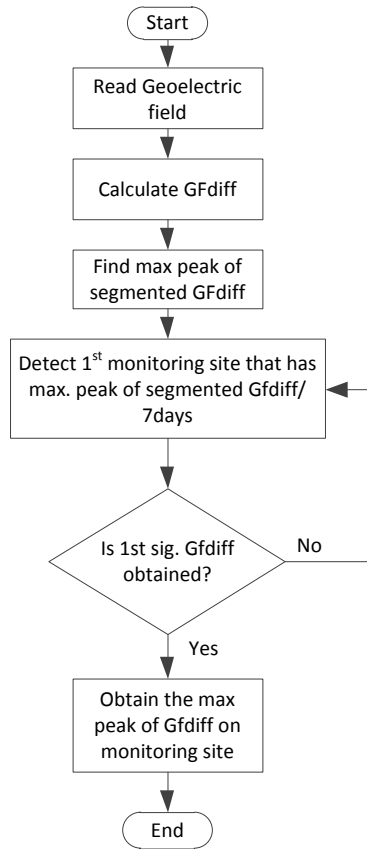 Start
Read Geoelectric
field
Calculate GFdiff
Find max peak of
segmented GFdiff
Detect 1st monitoring site that has
max. peak of segmented Gfdiff/
7days
Is 1st sig. Gfdiff
obtained?
No
Yes
Obtain the max
peak of Gfdiff on
monitoring site
End